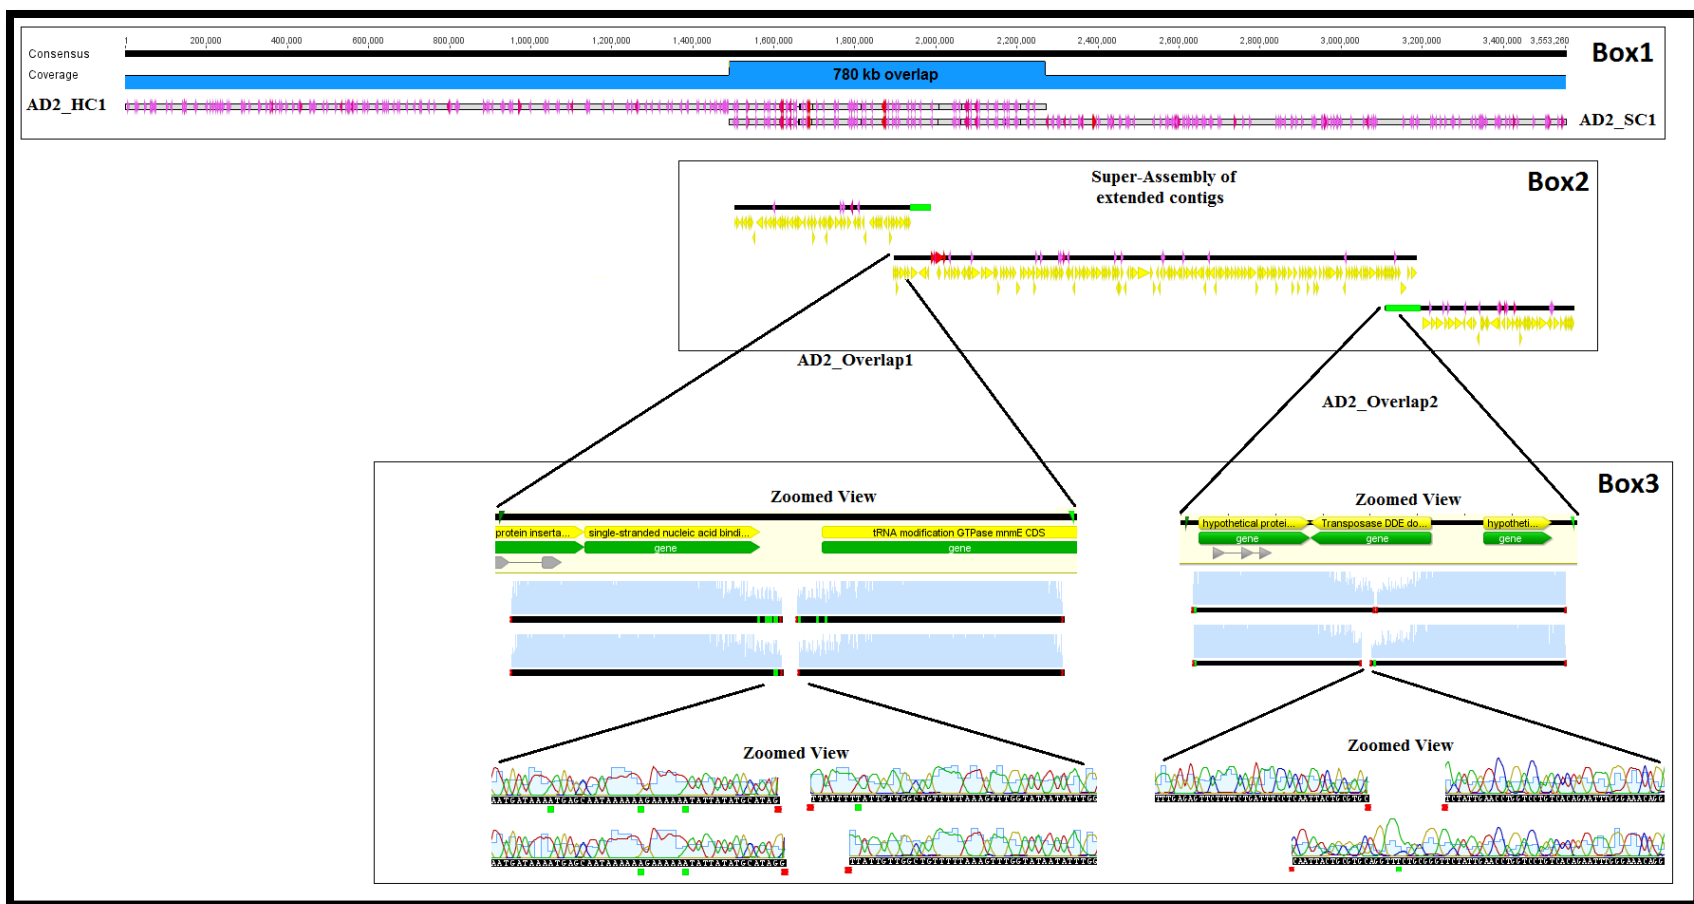 1 200,000 400,000 600,000 800,000 1,000,000 1,200,000 1,400,000 1,600,000 1,800,000 2,000,000 2,200,000 2,400,000 2,600,000 2,800,000 3,000,000 3,200,000 3,400,000 3,553,260
Box1
Consensus
Coverage
780 kb overlap
AD2_HC1
AD2_SC1
Super-Assembly of
extended contigs
Box2
AD2_Overlap1
AD2_Overlap2
Box3
Zoomed View
Zoomed View
protein inserta... single-stranded nucleic acid bindi... tRNA modification GTPase mnmE CDS
gene gene
hypothetical protei... Transposase DDE do... hypotheti...
gene gene gene
Zoomed View
Zoomed View
AATGATAAAATGAGCAATAAAAAAGAAAAAATATTATATGCATAG
AATGATAAAATGAGCAATAAAAAAGAAAAAATATTATATGCATAGG
TTATTGTTGGCTGTTTTTAAAGTTTGGTATAATATTTGG
CAATTACTGCGTGCAGGTTTCTGCGGGTTCTATTGAACCTGGTCCTGTCACAGAATTTGGGAAACAGG